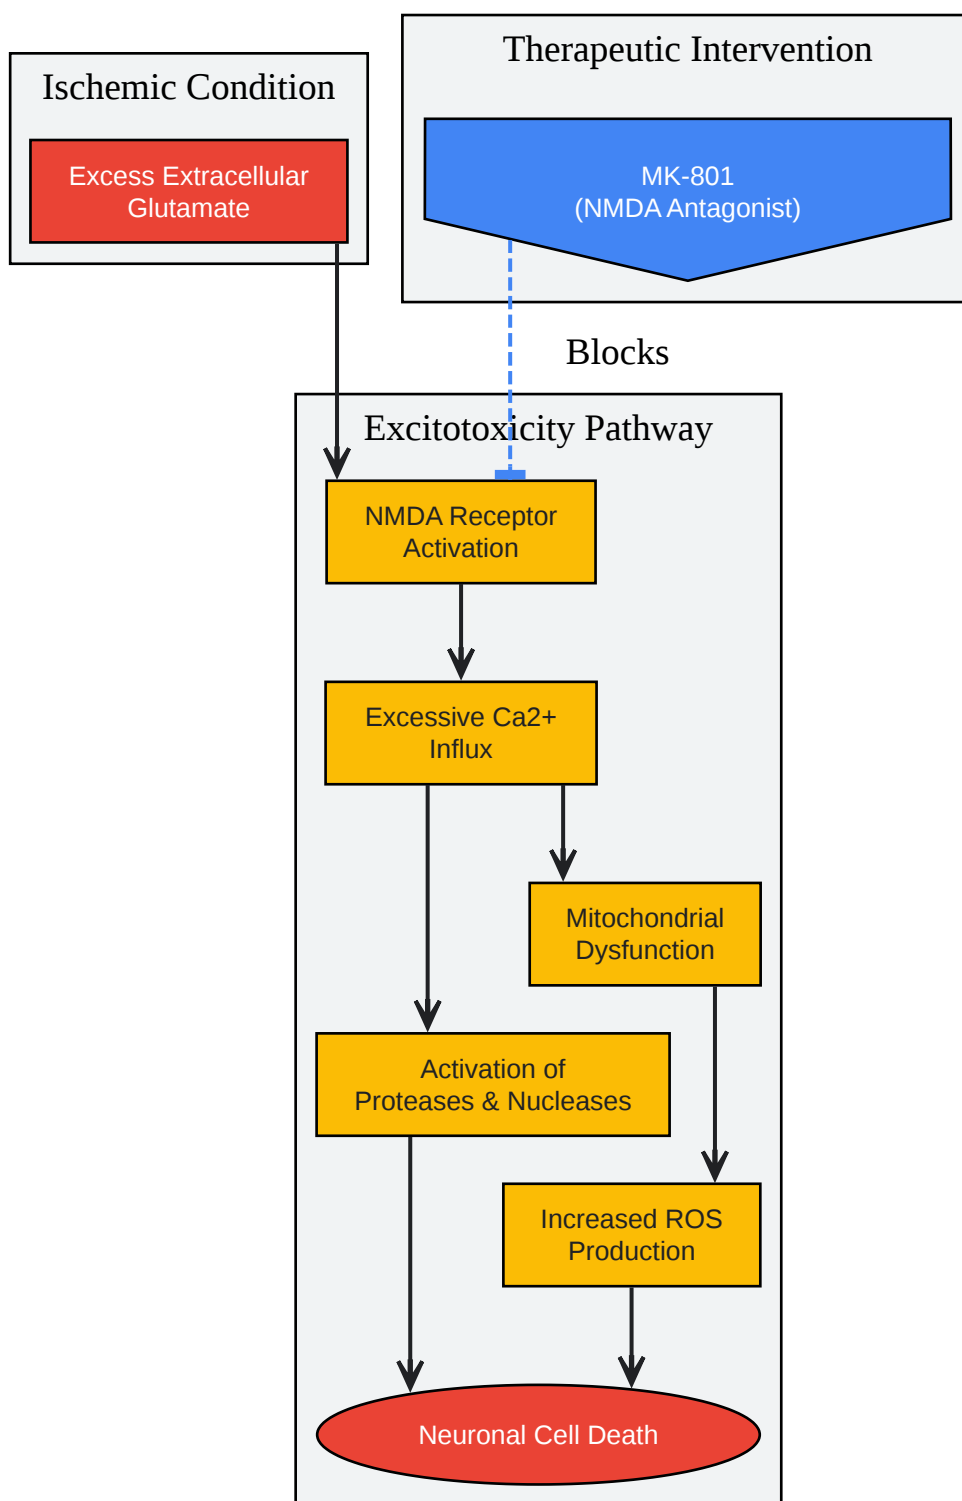 Therapeutic Intervention
Ischemic Condition
Excess Extracellular
Glutamate
MK-801
(NMDA Antagonist)
Blocks
Excitotoxicity Pathway
NMDA Receptor
Activation
Excessive Ca2+
Influx
Mitochondrial
Dysfunction
Activation of
Proteases & Nucleases
Increased ROS
Production
Neuronal Cell Death